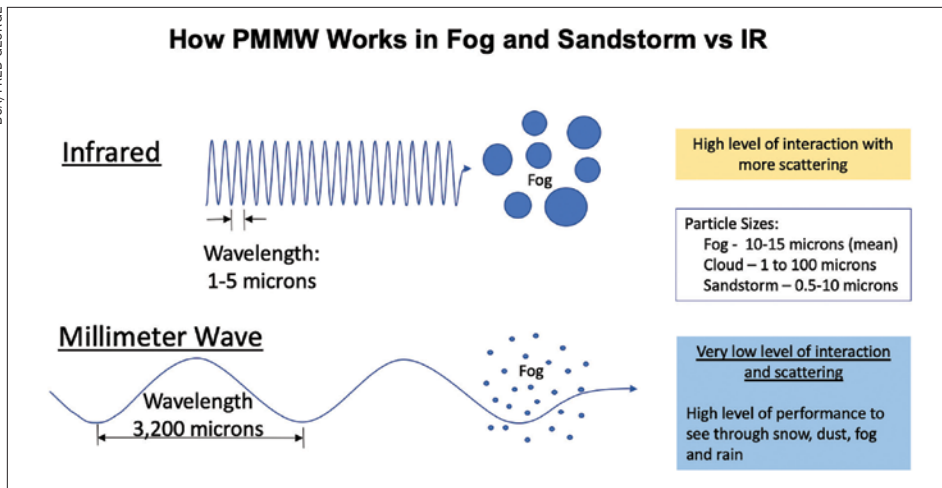 How PMMW Works in Fog and Sandstorm vs IR
Infrared
Fog
High level of interaction with
more scattering
Wavelength:
1-5 microns
Particle Sizes:
Fog - 10-15 microns (mean)
Cloud – 1 to 100 microns
Sandstorm – 0.5-10 microns
Millimeter Wave
Wavelength
3,200 microns
Fog
Very low level of interaction
and scattering
High level of performance to
see through snow, dust, fog
and rain